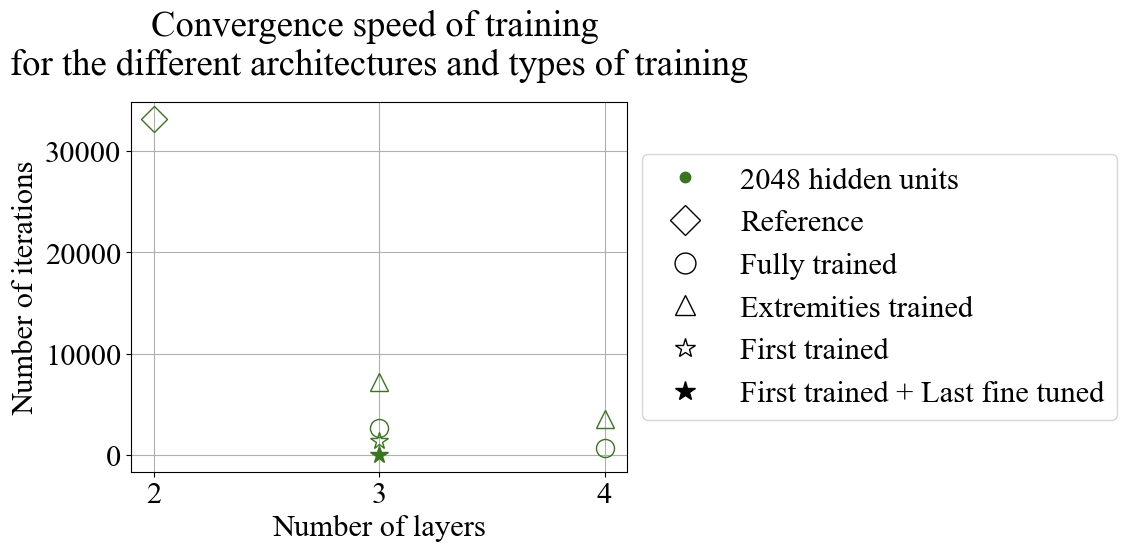 Convergence speed of training
for the different architectures and types of training
30000
20000
10000
0
Number of iterations
2 3 4
Number of layers
2048 hidden units
Reference
Fully trained
Extremities trained
First trained
First trained + Last fine tuned